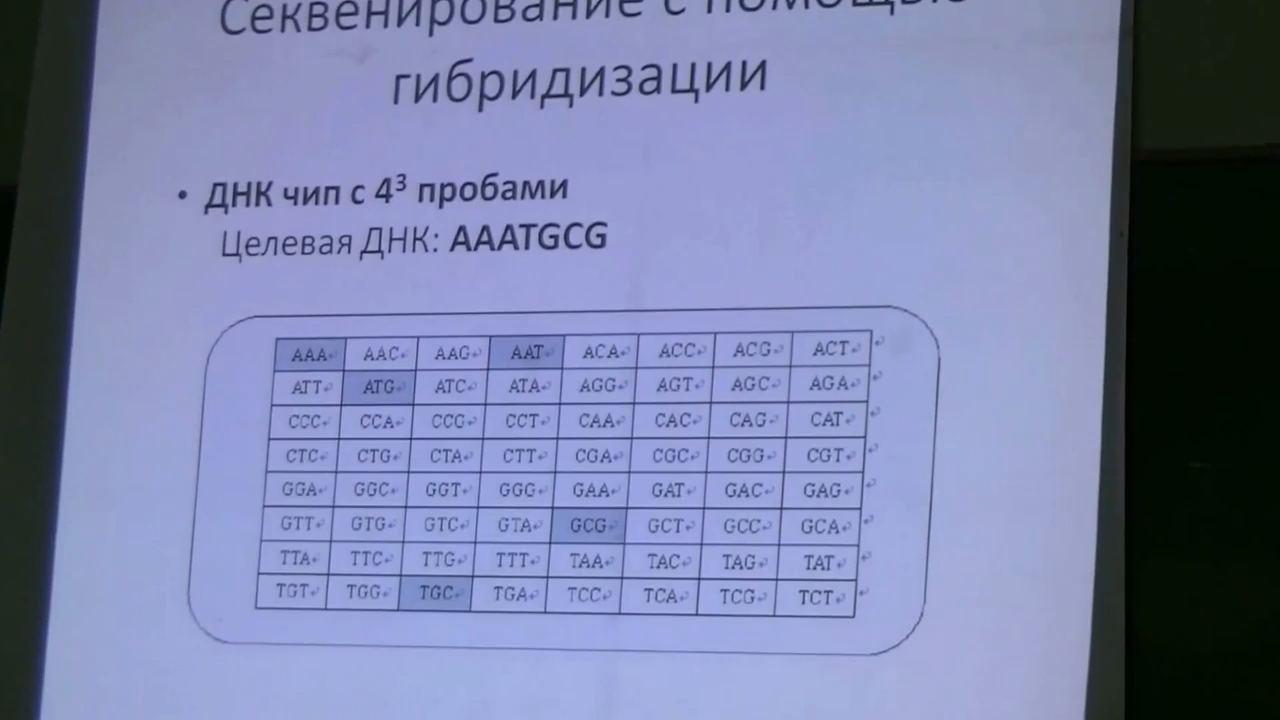 Секвенирование с помощью
гибридизации
• ДНК чип с 4³ пробами
Целевая ДНК: AAATGCG
AAA AAC AAG AAT ACA ACC ACG ACT
ATT ATG ATC ATA AGG AGT AGC AGA
CCC CCA CCG CCT CAA CAC CAG CAT
CTC CTG CTA CTT CGA CGC CGG CGT
GGA GGC GGT GGG GAA GAT GAC GAG
GTT GTG GTC GTA GCG GCT GCC GCA
TTA TTC TTG TTT TAA TAC TAG TAT
TGT TGG TGC TGA TCC TCA TCG TCT